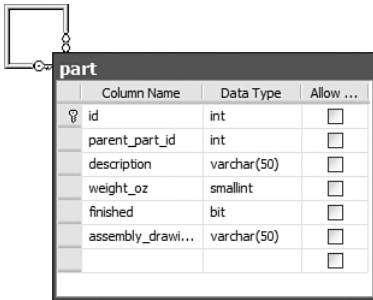 part
Column Name Data Type Allow ...
id int
parent_part_id int
description varchar(50)
weight_oz smallint
finished bit
assembly_drawi... varchar(50)